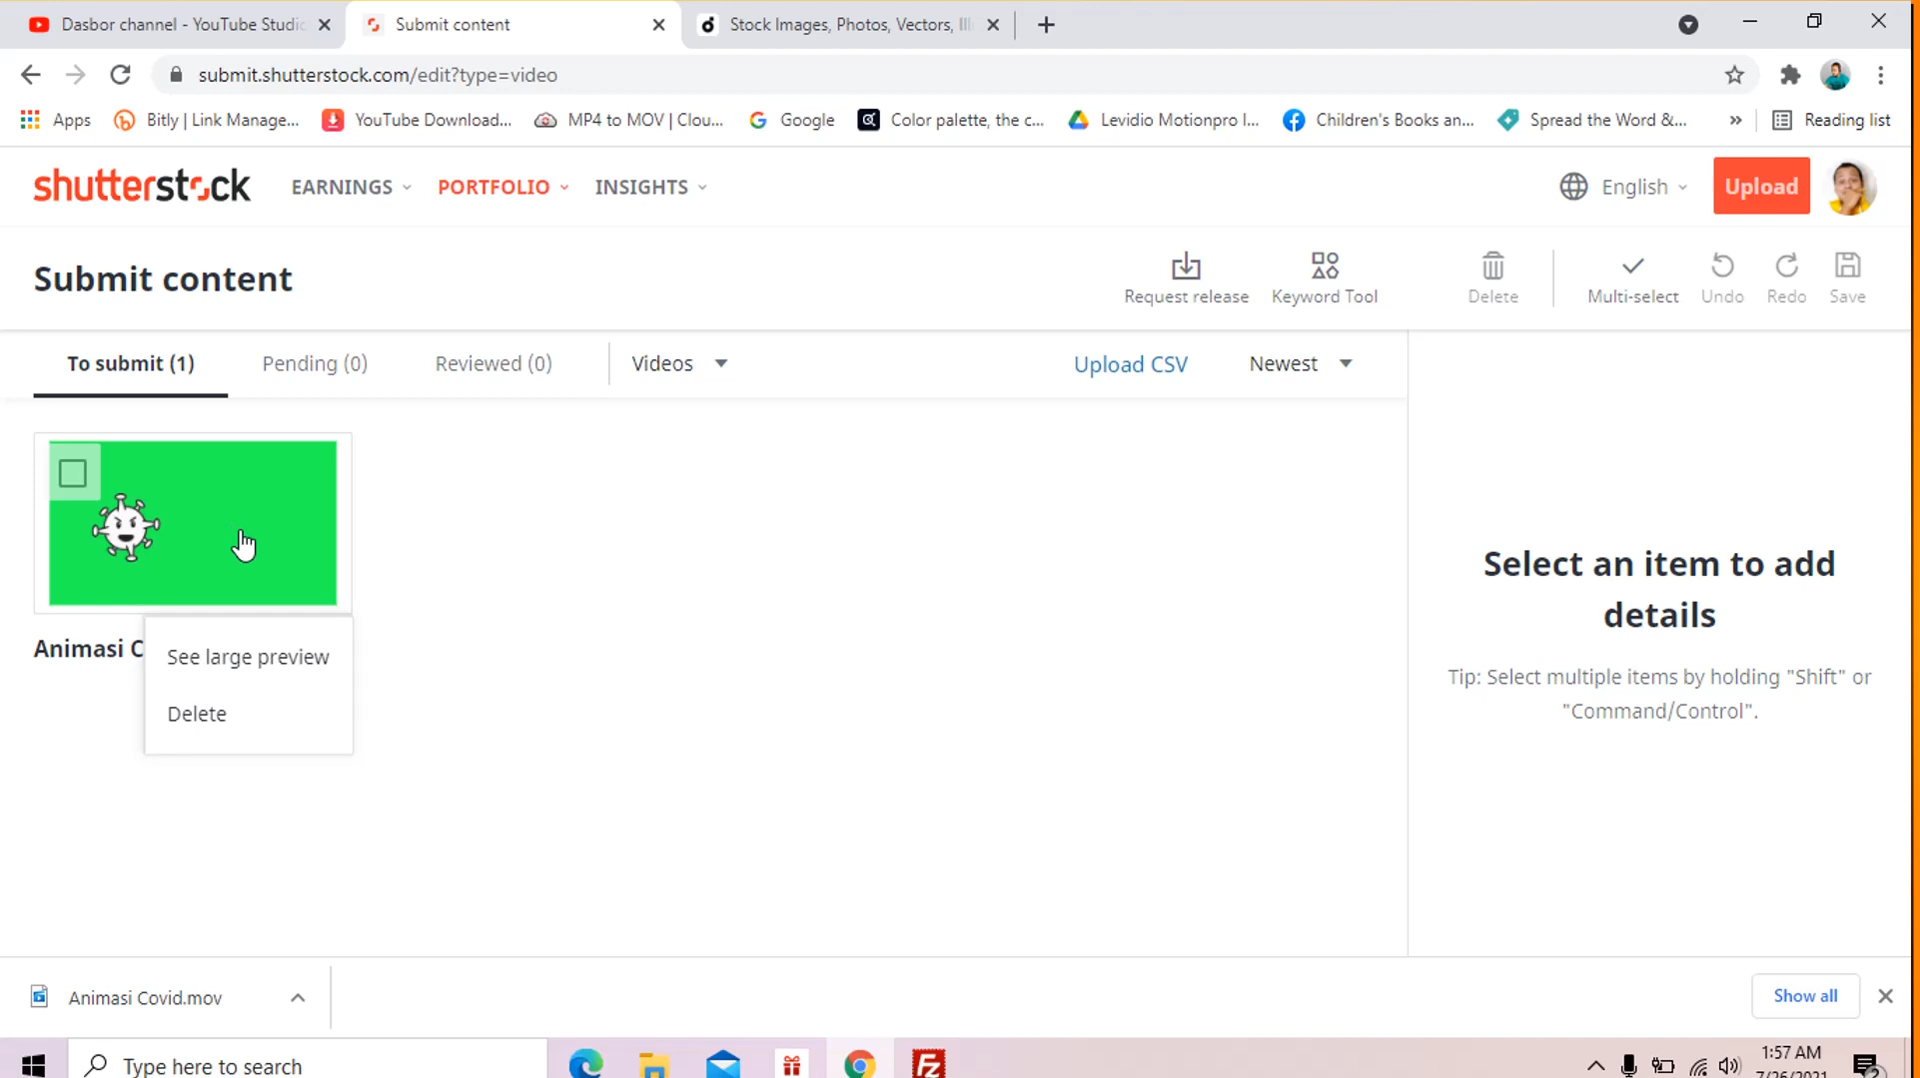 Dasbor channel - YouTube Studio
Submit content
Stock Images, Photos, Vectors, Ill
submit.shutterstock.com/edit?type=video
Apps
Bitly | Link Manage...
YouTube Download...
MP4 to MOV | Clou...
Google
Color palette, the c...
Levidio Motionpro I...
Children's Books an...
Spread the Word &...
»
Reading list
shutterstock
EARNINGS
PORTFOLIO
INSIGHTS
English
Upload
Submit content
Request release
Keyword Tool
Delete
Multi-select
Undo
Redo
Save
To submit (1)
Pending (0)
Reviewed (0)
Videos
Upload CSV
Newest
Animasi C
See large preview
Delete
Select an item to add
details
Tip: Select multiple items by holding "Shift" or
"Command/Control".
Animasi Covid.mov
Show all
Type here to search
1:57 AM
7/26/2021
2